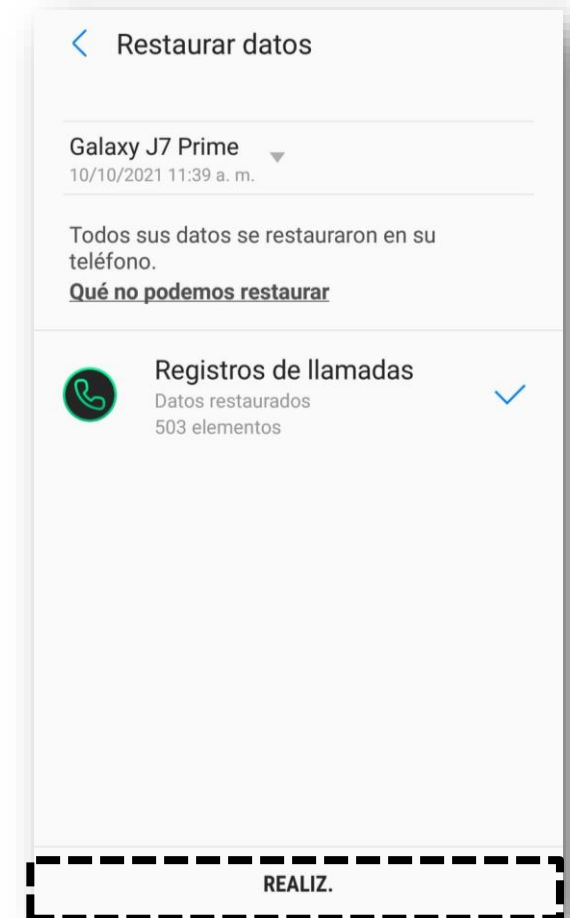 Restaurar datos
Galaxy J7 Prime
10/10/2021 11:39 a. m.
Todos sus datos se restauraron en su
teléfono.
Qué no podemos restaurar
Registros de llamadas
Datos restaurados
503 elementos
REALIZ.